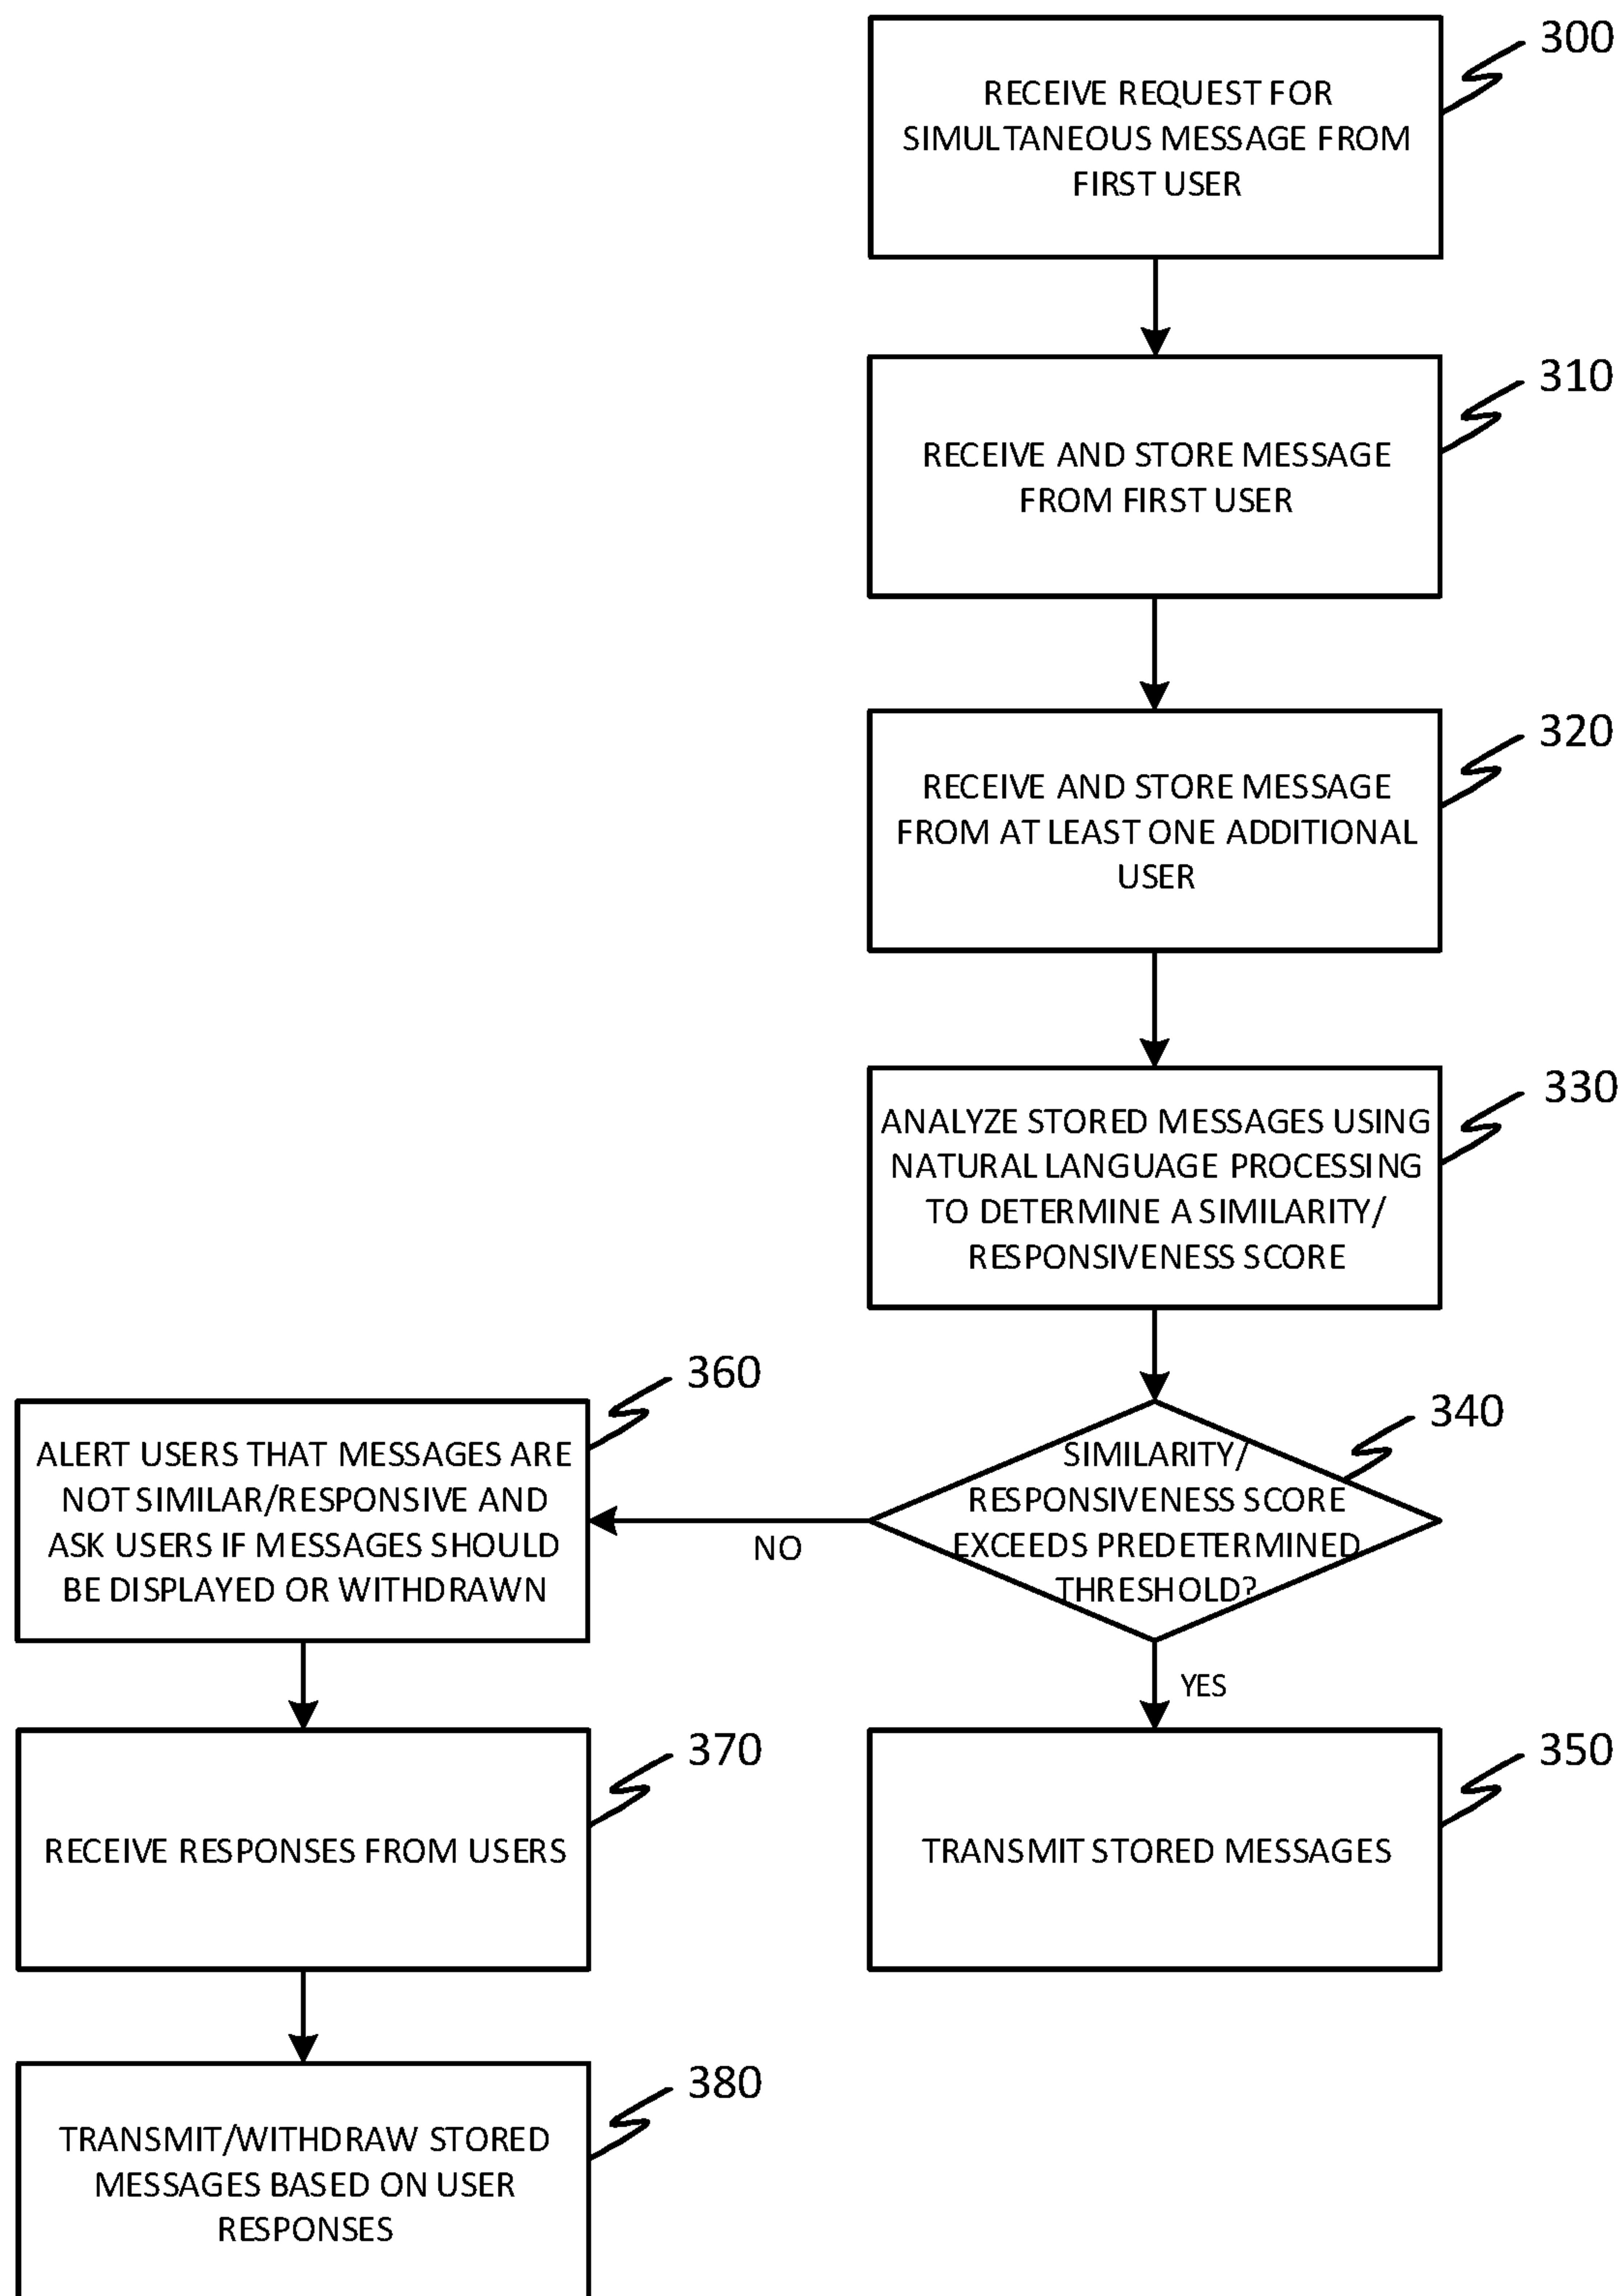 300
RECEIVE REQUEST FOR
SIMULTANEOUS MESSAGE FROM
FIRST USER
310
RECEIVE AND STORE MESSAGE
FROM FIRST USER
320
RECEIVE AND STORE MESSAGE
FROM AT LEAST ONE ADDITIONAL
USER
330
ANALYZE STORED MESSAGES USING
NATURAL LANGUAGE PROCESSING
TO DETERMINE A SIMILARITY/
RESPONSIVENESS SCORE
340
SIMILARITY/
RESPONSIVENESS SCORE
EXCEEDS PREDETERMINED
THRESHOLD?
NO
YES
360
ALERT USERS THAT MESSAGES ARE
NOT SIMILAR/RESPONSIVE AND
ASK USERS IF MESSAGES SHOULD
BE DISPLAYED OR WITHDRAWN
370
RECEIVE RESPONSES FROM USERS
350
TRANSMIT STORED MESSAGES
380
TRANSMIT/WITHDRAW STORED
MESSAGES BASED ON USER
RESPONSES